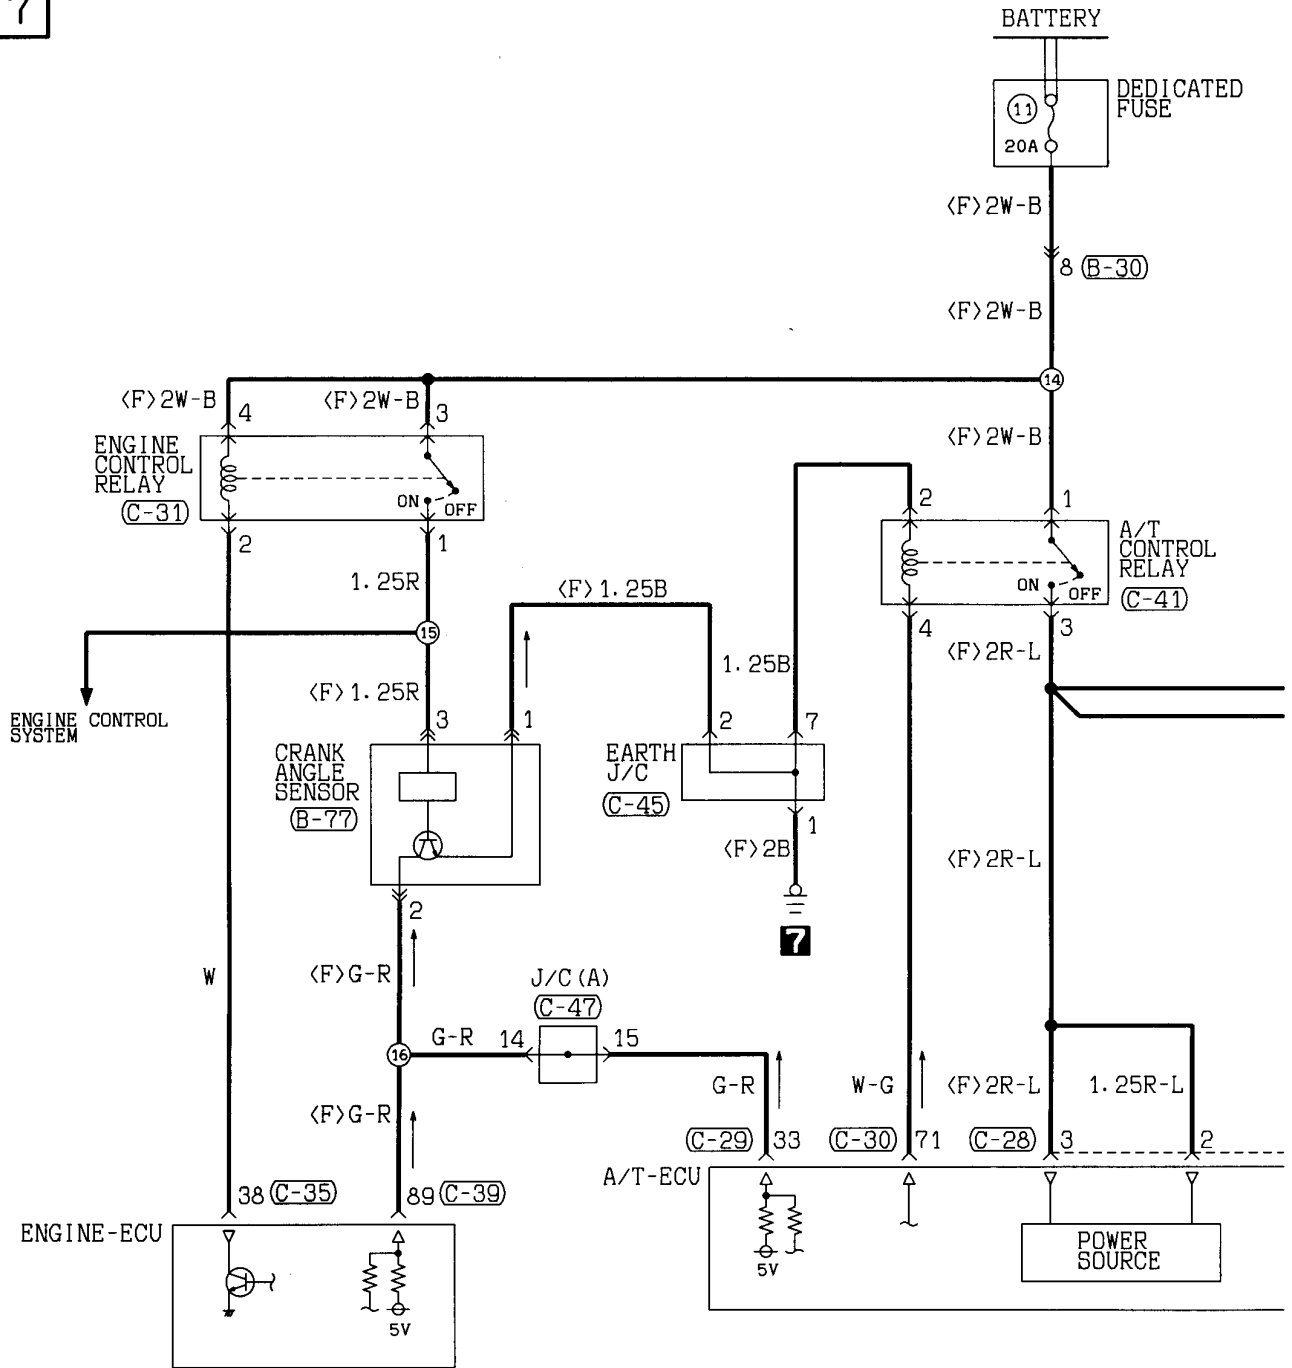 7
BATTERY
DEDICATED
FUSE
11
20A
<F>2W-B
8 (B-30)
<F>2W-B
14
<F>2W-B 4
<F>2W-B 3
<F>2W-B
ENGINE
CONTROL
RELAY
(C-31)
ON
OFF
2
1
2
1
A/T
CONTROL
RELAY
(C-41)
ON
OFF
1.25R
<F>1.25B
4
3
<F>2R-L
15
1.25B
<F>1.25R
ENGINE CONTROL
SYSTEM
3
1
2
7
CRANK
ANGLE
SENSOR
(B-77)
EARTH
J/C
(C-45)
1
<F>2B
<F>2R-L
2
7
W
<F>G-R
J/C(A)
(C-47)
16
G-R 14
15
<F>G-R
G-R
W-G
<F>2R-L
1.25R-L
(C-29) 33
(C-30) 71
(C-28) 3
2
A/T-ECU
38 (C-35)
89 (C-39)
ENGINE-ECU
5V
5V
POWER
SOURCE